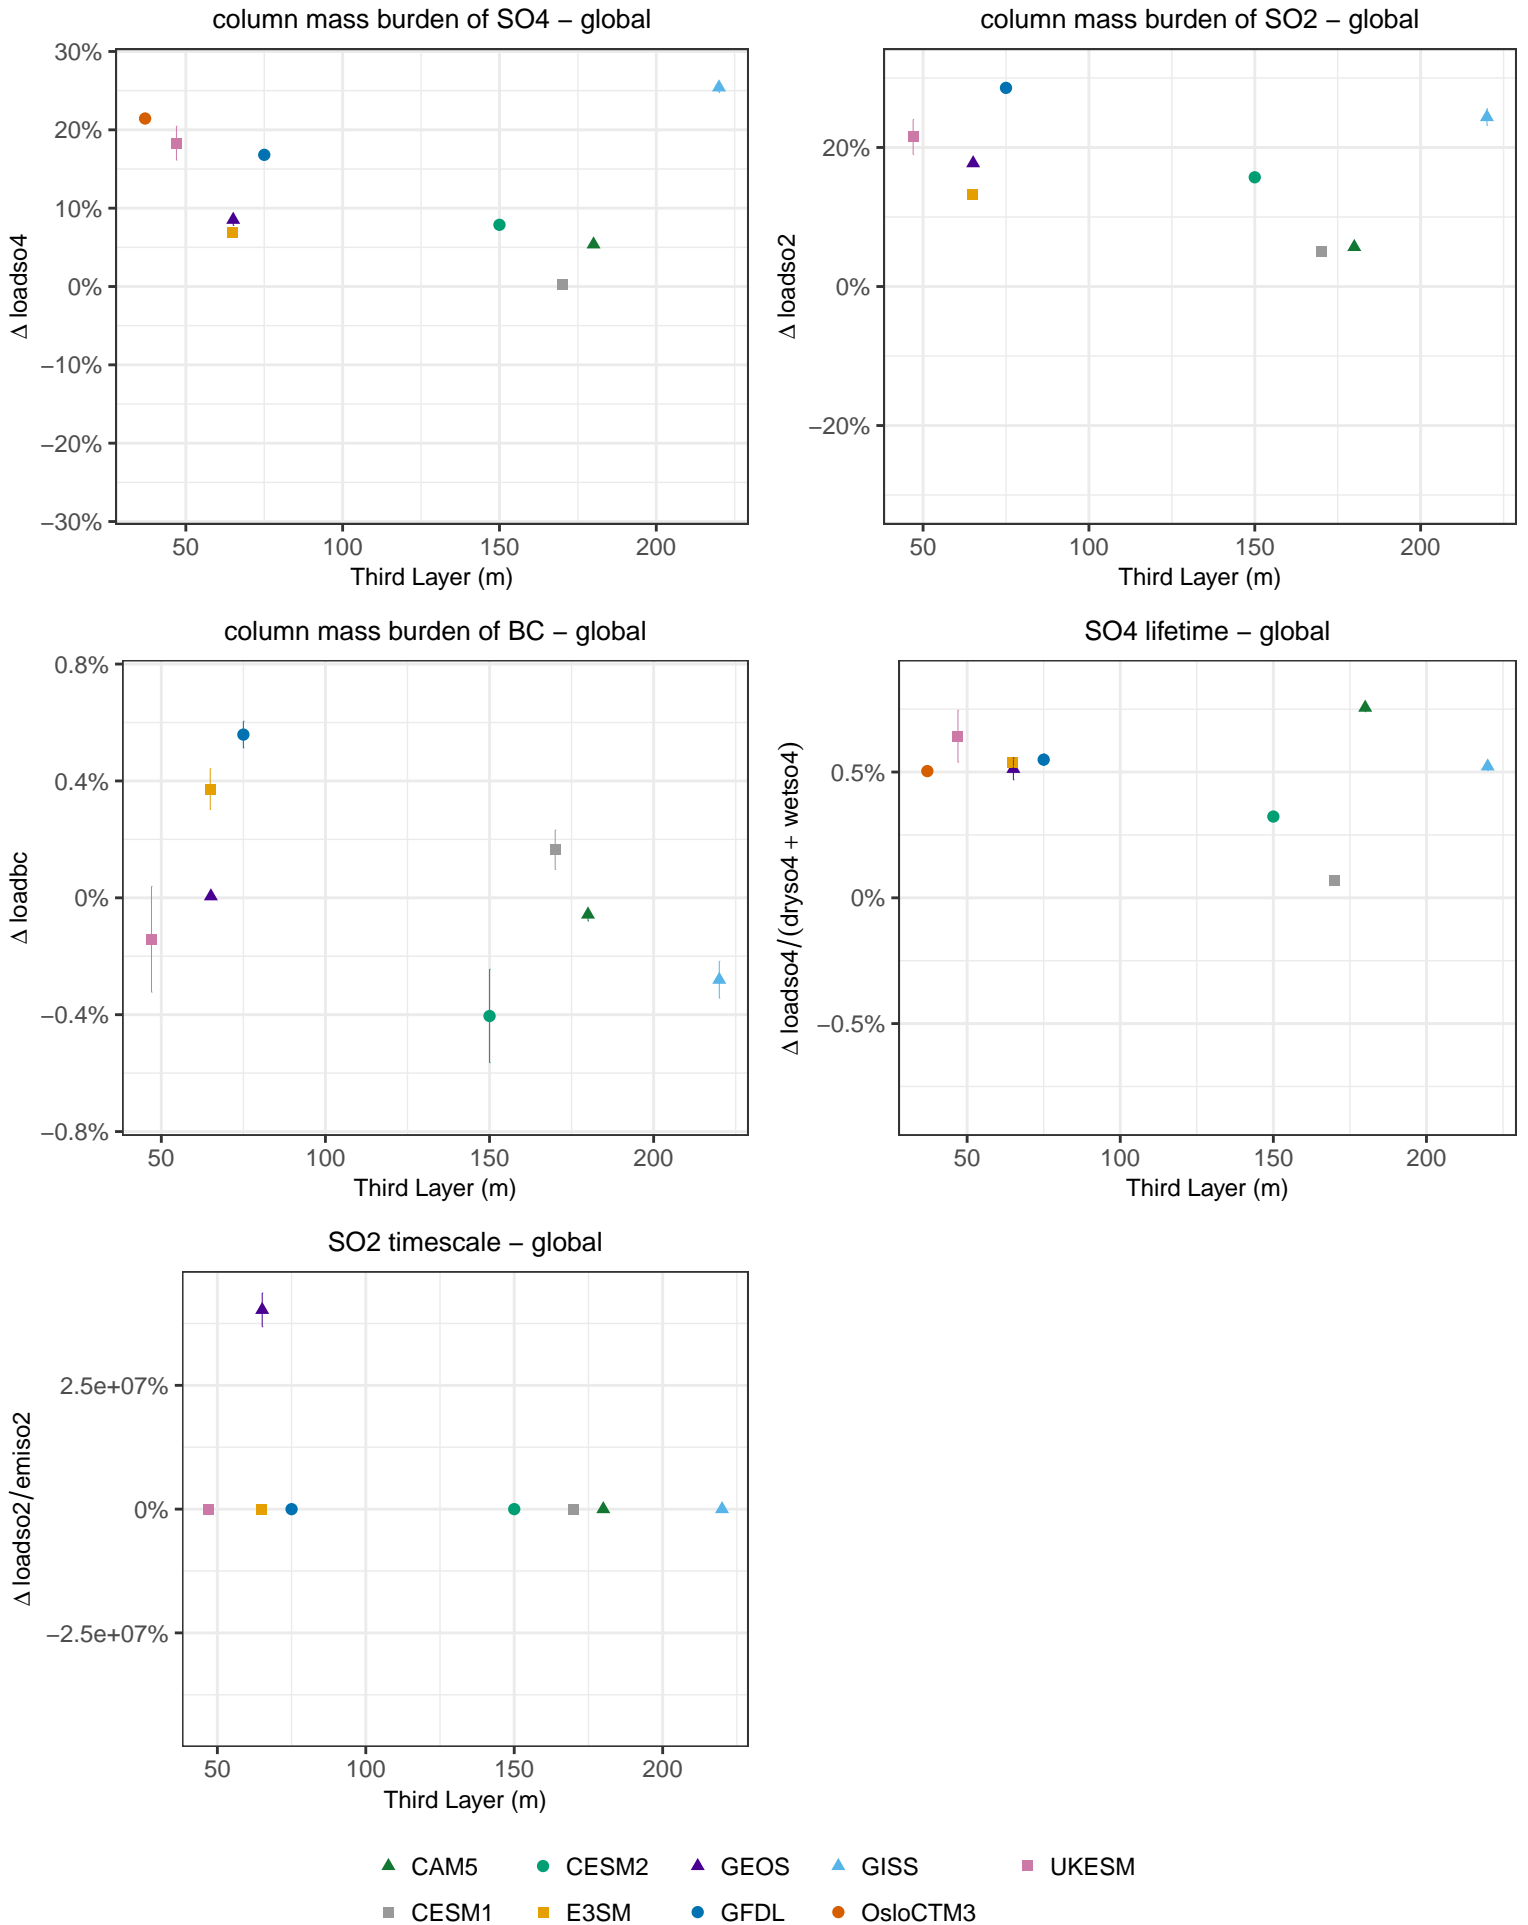 column mass burden of SO4 – global
30%
20%
10%
0%
−10%
−20%
−30%
Δ loadso4
50 100 150 200
Third Layer (m)
column mass burden of SO2 – global
20%
0%
−20%
Δ loadso2
50 100 150 200
Third Layer (m)
column mass burden of BC – global
0.8%
0.4%
0%
−0.4%
−0.8%
Δ loadbc
50 100 150 200
Third Layer (m)
SO4 lifetime – global
0.5%
0%
−0.5%
Δ loadso4/(dryso4 + wetso4)
50 100 150 200
Third Layer (m)
SO2 timescale – global
2.5e+07%
0%
−2.5e+07%
Δ loadso2/emiso2
50 100 150 200
Third Layer (m)
CAM5 CESM2 GEOS GISS UKESM
CESM1 E3SM GFDL OsloCTM3